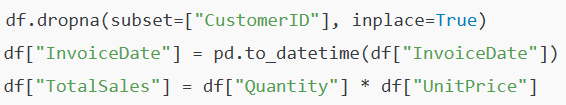 df.dropna(subset=["CustomerID"], inplace=True)
df["InvoiceDate"] = pd.to_datetime(df["InvoiceDate"])
df["TotalSales"] = df["Quantity"] * df["UnitPrice"]